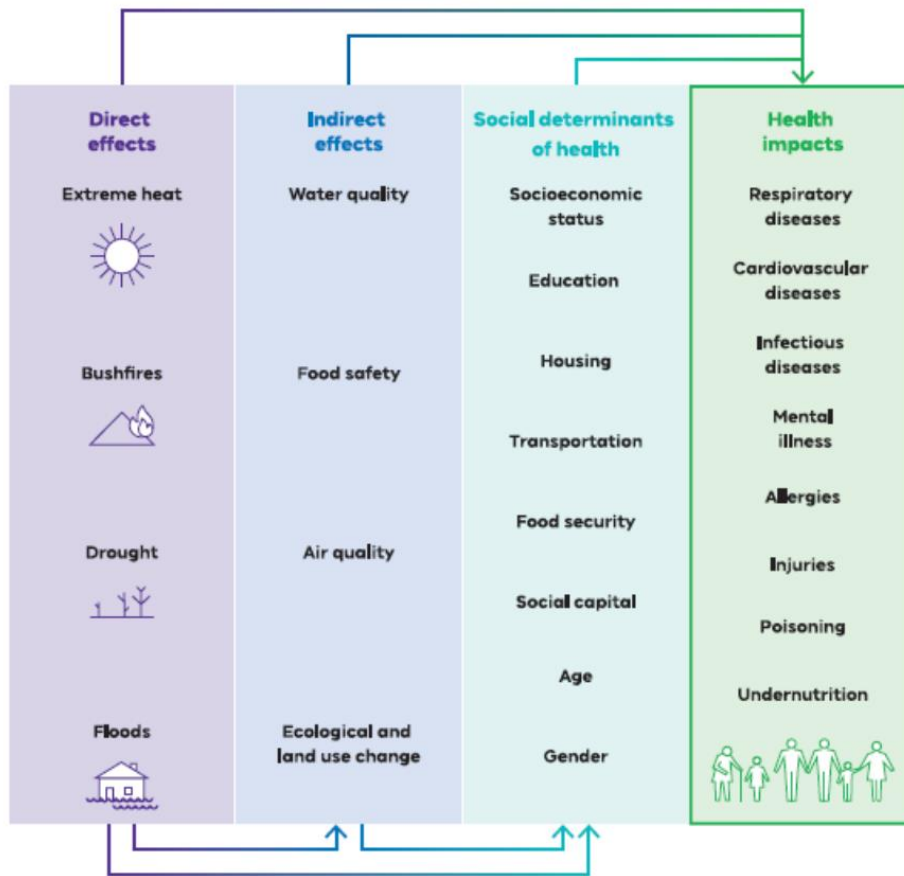 Direct
effects
Extreme heat
Bushfires
Drought
Floods
Indirect
effects
Water quality
Food safety
Air quality
Ecological and
land use change
Social determinants
of health
Socioeconomic
status
Education
Housing
Transportation
Food security
Social capital
Age
Gender
Health
impacts
Respiratory
diseases
Cardiovascular
diseases
Infectious
diseases
Mental
illness
Allergies
Injuries
Poisoning
Undernutrition